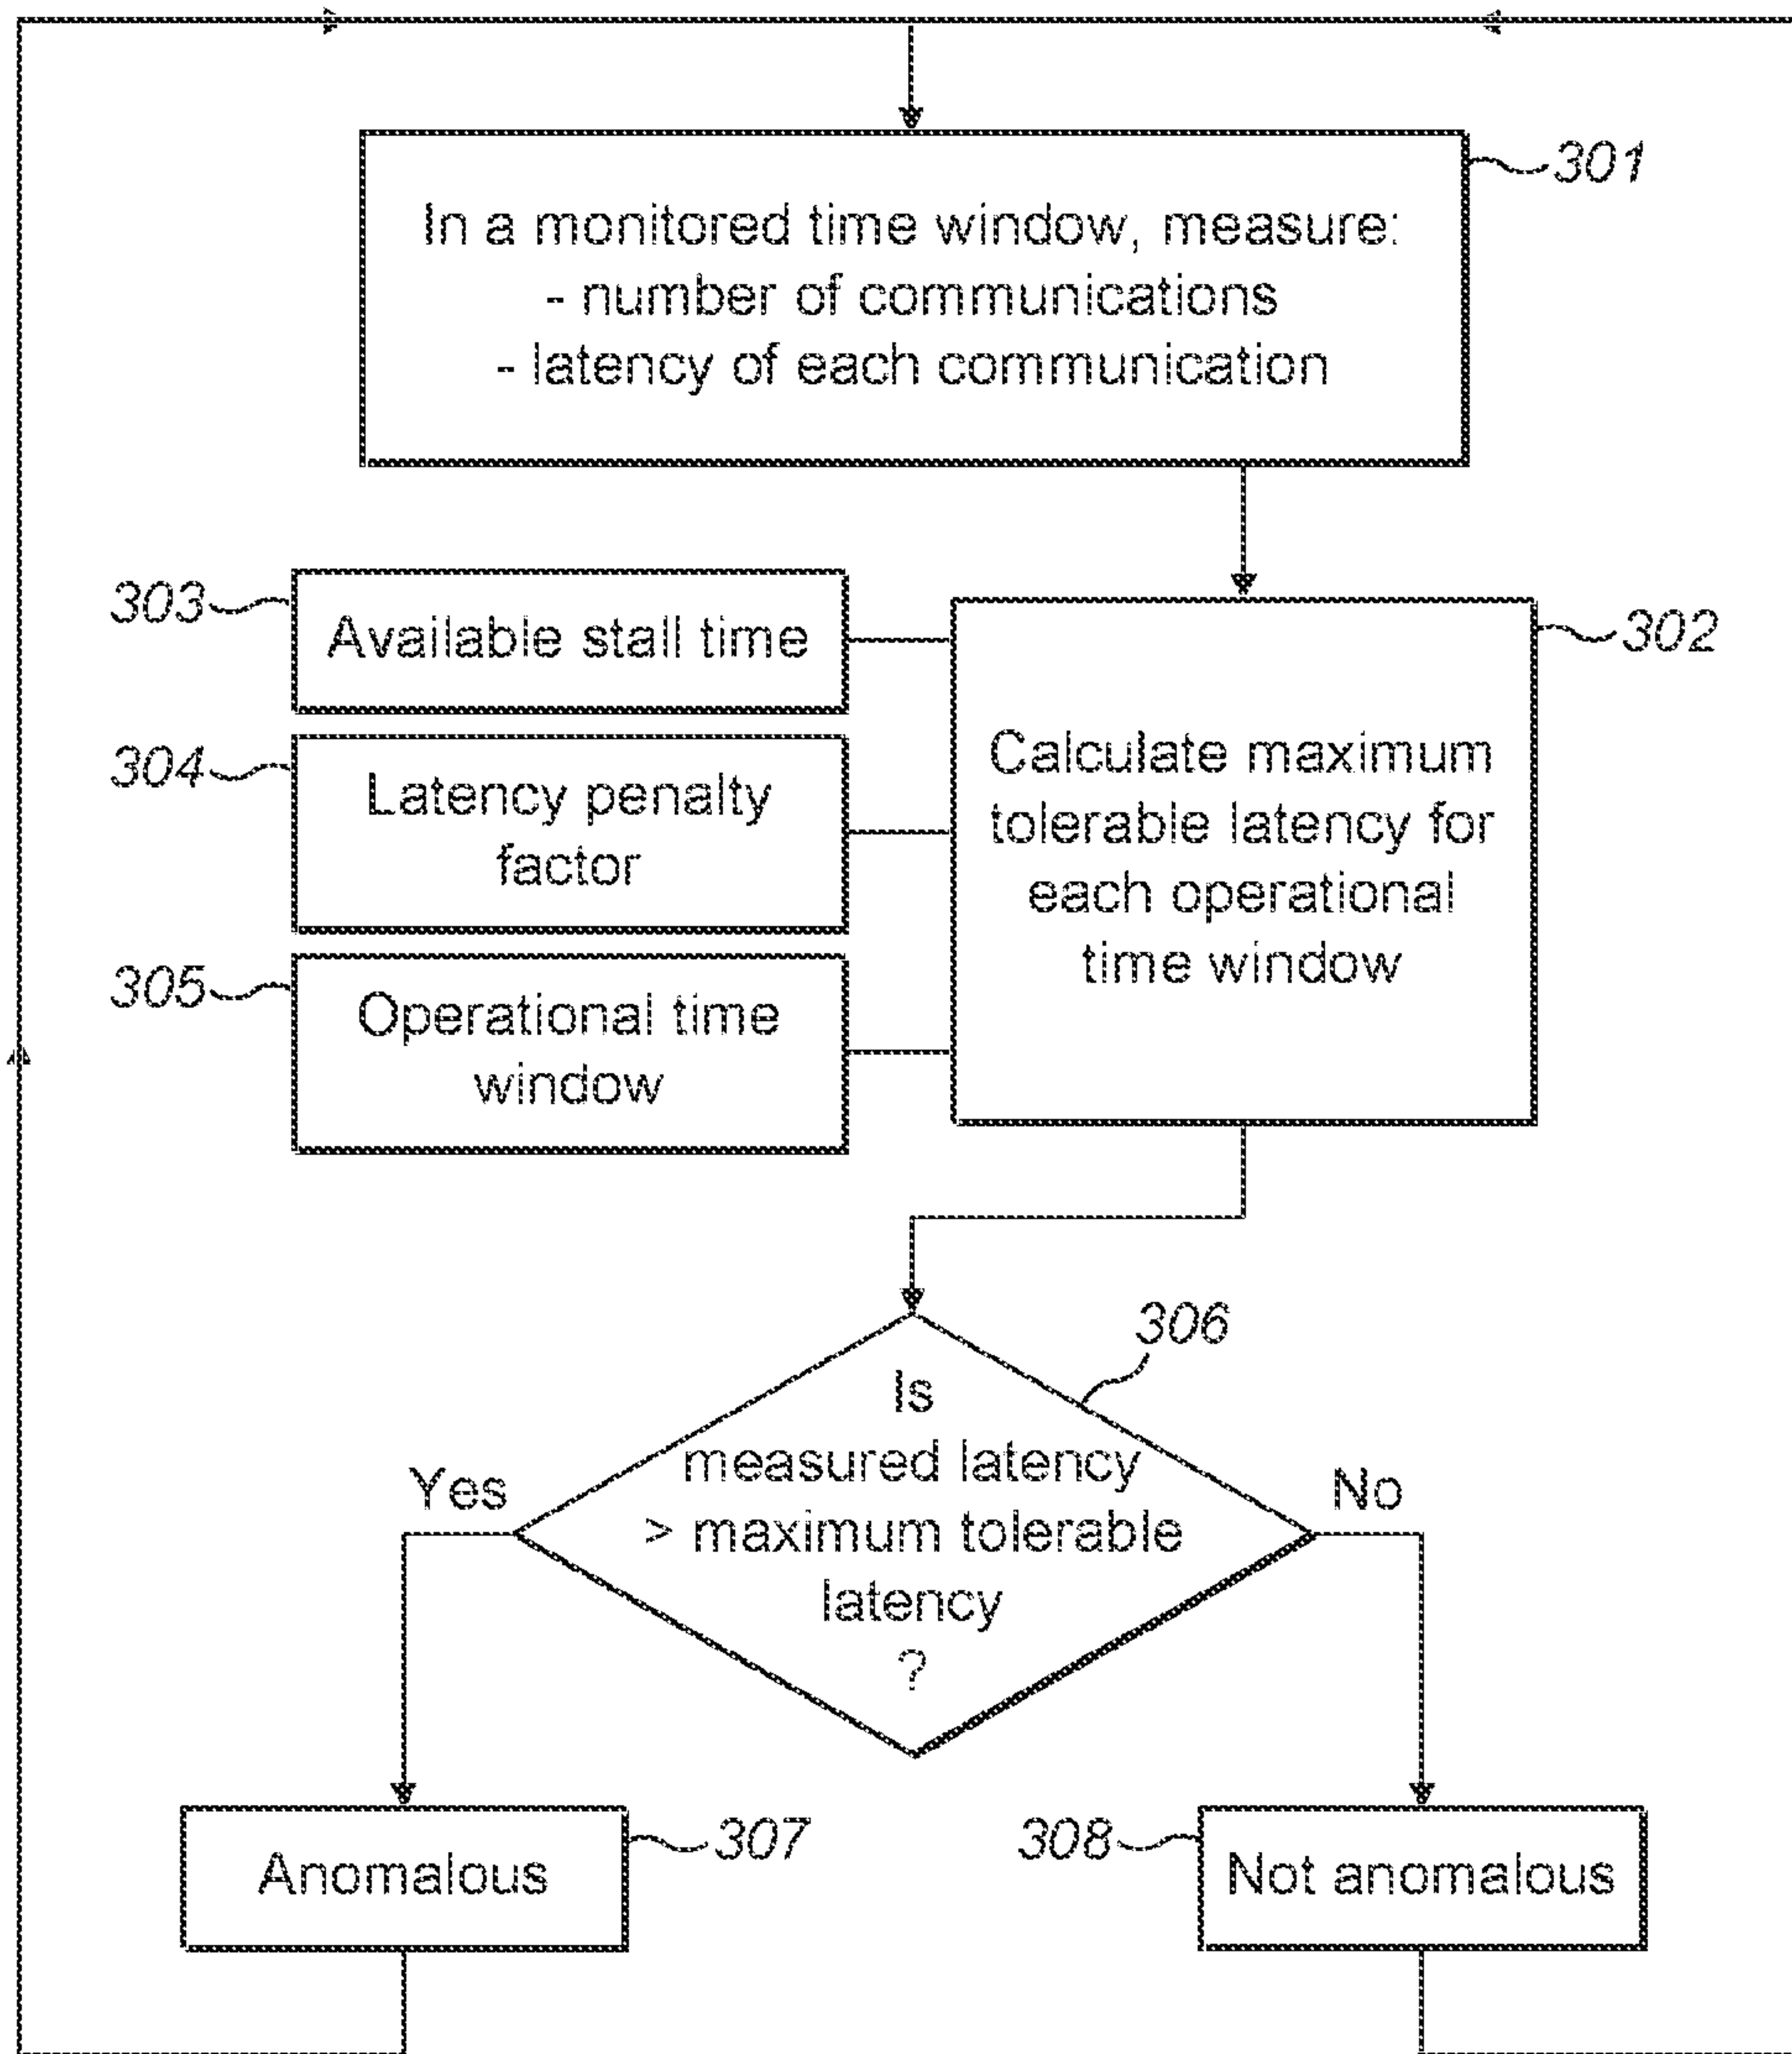 301
In a monitored time window, measure:
- number of communications
- latency of each communication
303
Available stall time
302
304
Latency penalty
factor
Calculate maximum
tolerable latency for
each operational
time window
305
Operational time
window
306
Is
measured latency
> maximum tolerable
latency
?
Yes
No
307
Anomalous
308
Not anomalous